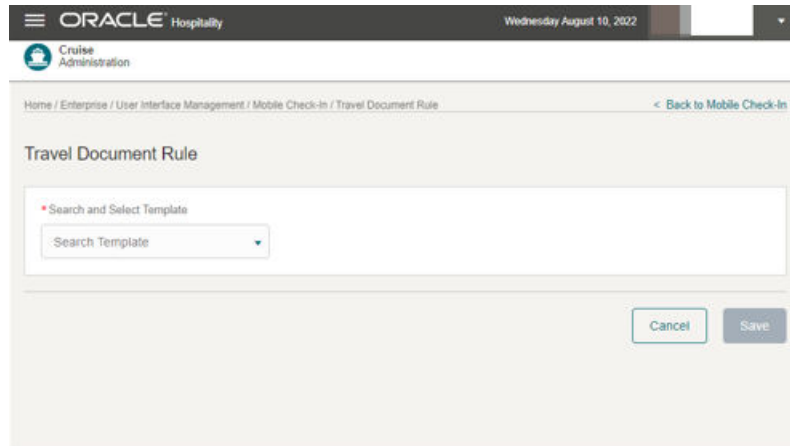 ORACLE Hospitality
Wednesday August 10, 2022
Cruise
Administration
Home / Enterprise / User Interface Management / Mobile Check-In / Travel Document Rule
< Back to Mobile Check-In
Travel Document Rule
* Search and Select Template
Search Template
Cancel
Save